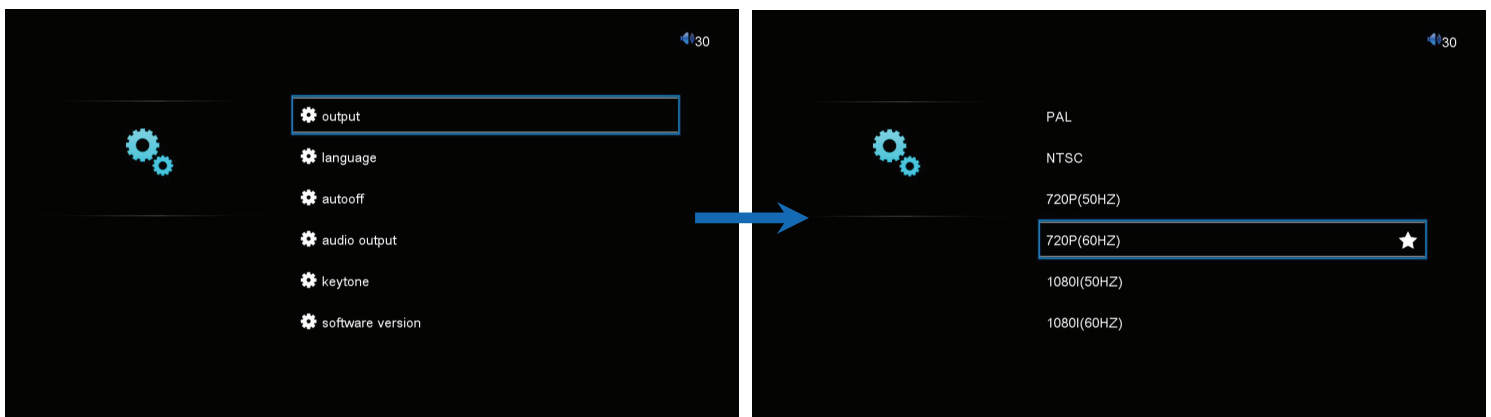 30
output
language
autooff
audio output
keytone
software version
30
PAL
NTSC
720P(50HZ)
720P(60HZ)
1080I(50HZ)
1080I(60HZ)